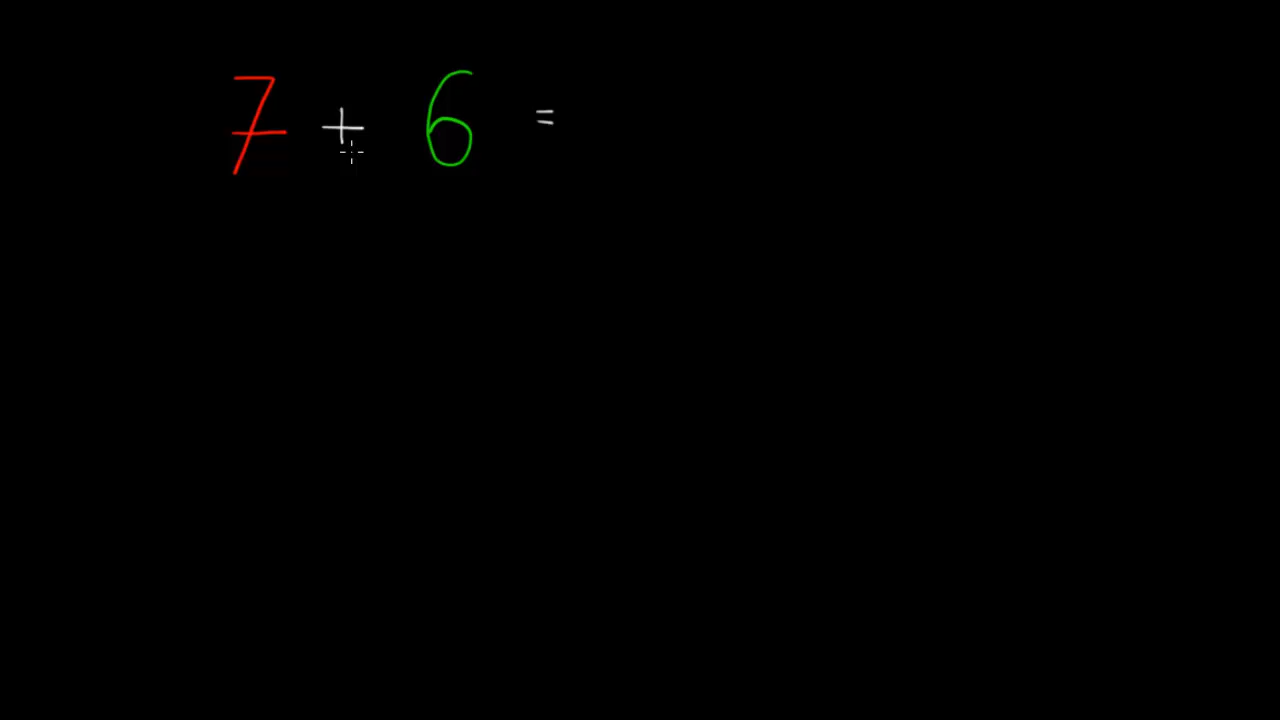 7 + 6 =